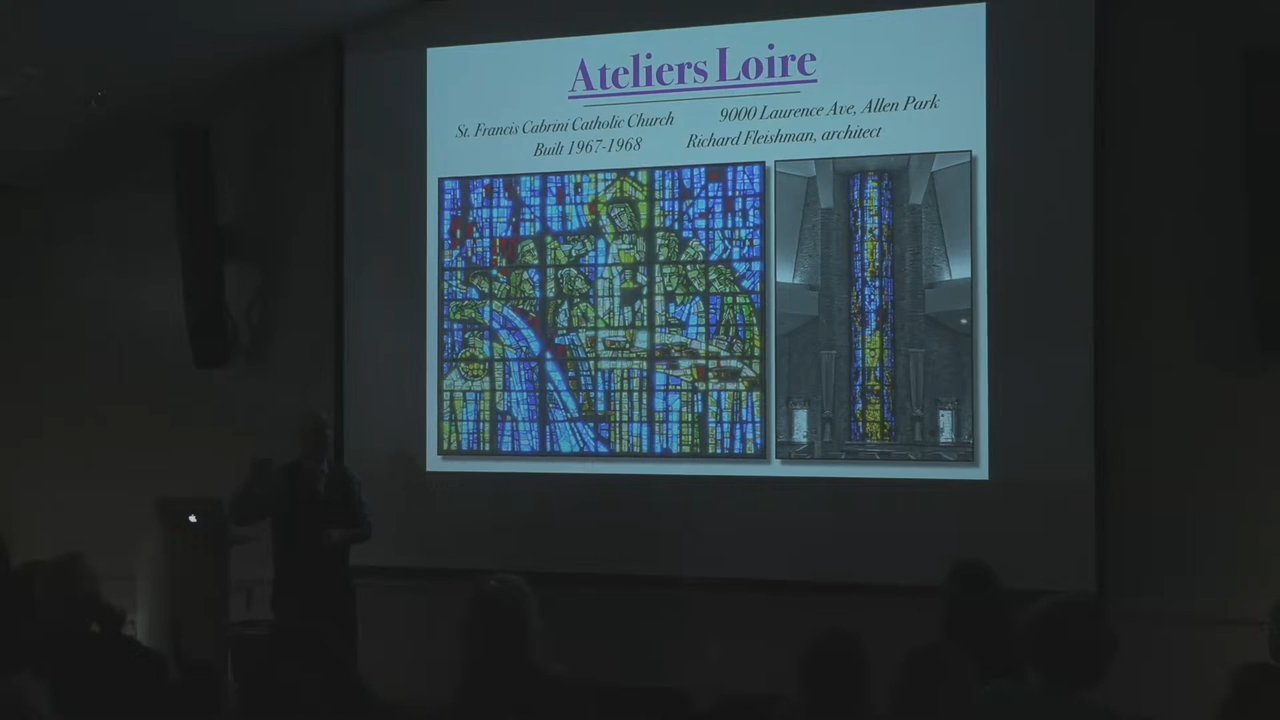 Ateliers Loire
St. Francis Cabrini Catholic Church 9000 Laurence Ave, Allen Park
Built 1967-1968 Richard Fleishman, architect